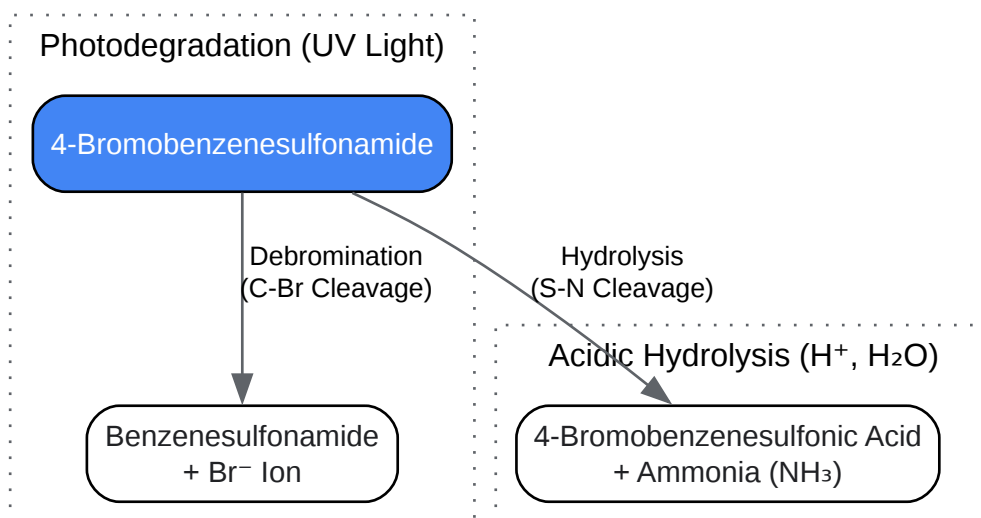 Photodegradation (UV Light)
4-Bromobenzenesulfonamide
Debromination
(C-Br Cleavage)
Hydrolysis
(S-N Cleavage)
Acidic Hydrolysis (H⁺, H₂O)
Benzenesulfonamide
+ Br⁻ Ion
4-Bromobenzenesulfonic Acid
+ Ammonia (NH₃)